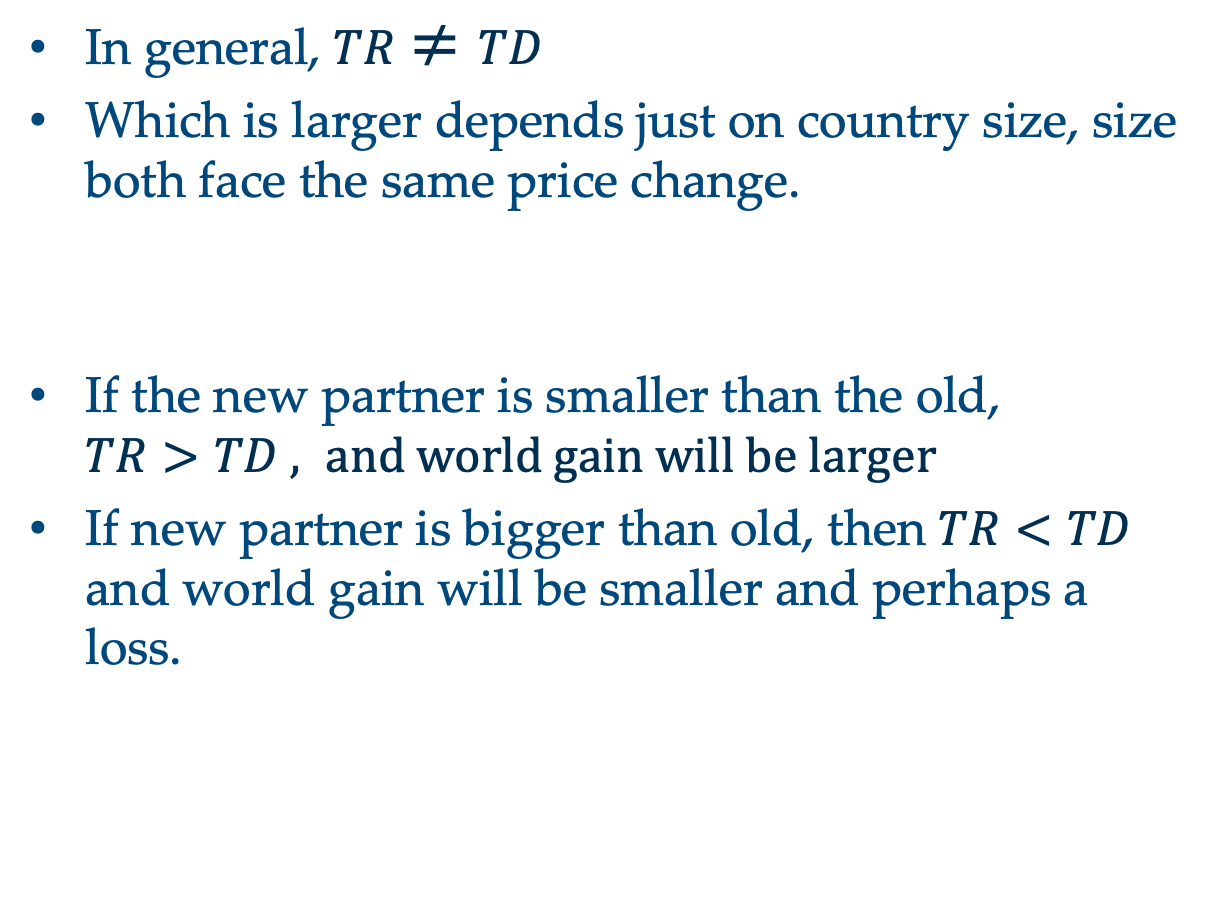 • In general, TR ≠ TD
• Which is larger depends just on country size, size
both face the same price change.
• If the new partner is smaller than the old,
TR > TD , and world gain will be larger
• If new partner is bigger than old, then TR < TD
and world gain will be smaller and perhaps a
loss.